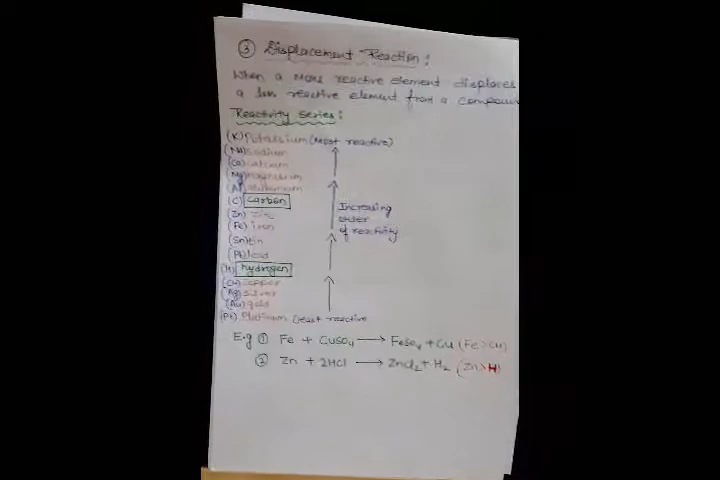 ③ Displacement Reaction:
When a more reactive element displaces
a less reactive element from a compoun
Reactivity series:
(K) Potassium (Most reactive)
(Na) sodium
(Ca) calcium
(Mg) magnesium
(Al) aluminium
(C) carbon
(Zn) zinc
(Fe) iron
(Sn) tin
(Pb) lead
(H) hydrogen
(Cu) copper
(Ag) silver
(Au) gold
(Pt) Platinum (least reactive
Increasing
order
of reactivity
E.g ① Fe + CuSO4 → FeSO4 + Cu (Fe > Cu)
② Zn + 2HCl → ZnCl2 + H2 (Zn > H)